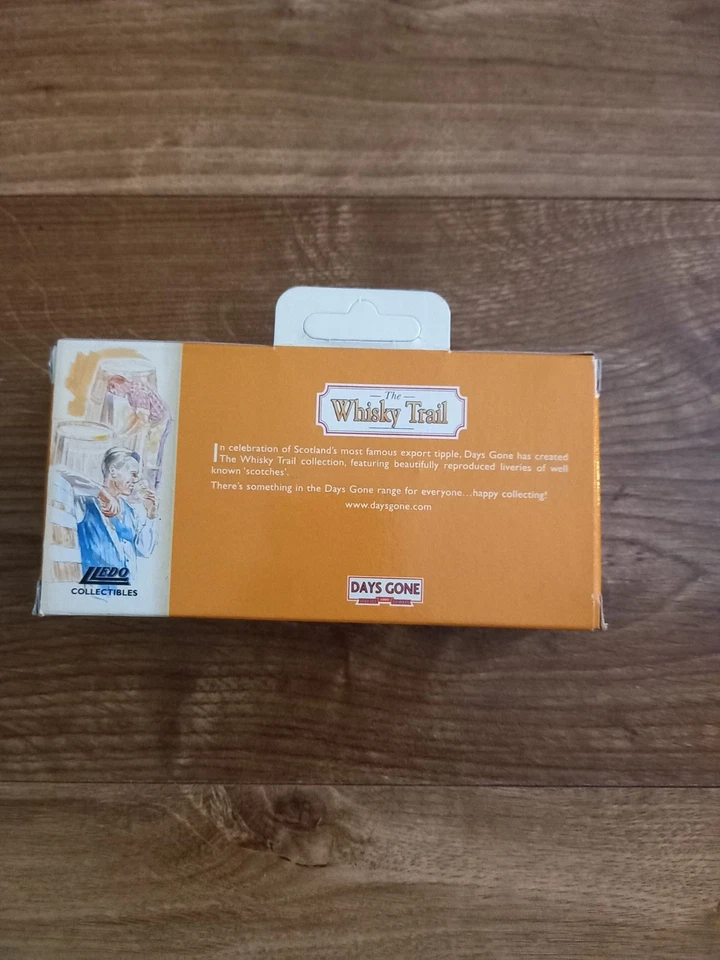 The
Whisky Trail
In celebration of Scotland's most famous export tipple, Days Gone has created
The Whisky Trail collection, featuring beautifully reproduced liveries of well
known 'scotches'.
There's something in the Days Gone range for everyone...happy collecting!
www.daysgone.com
LLEDO
COLLECTIBLES
DAYS GONE